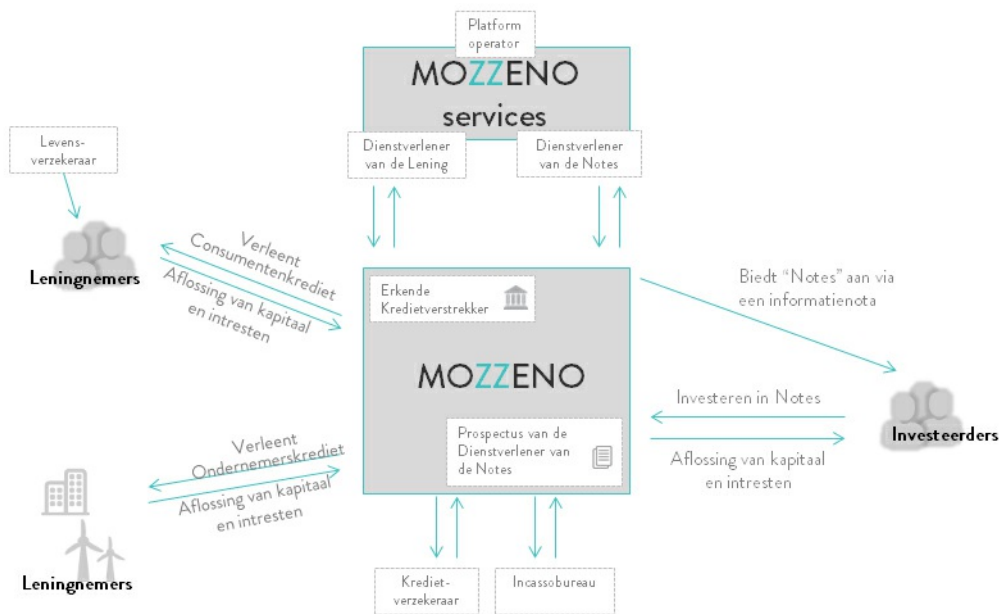 Platform
operator
MOZZENO
services
Dienstverlener
van de Lening
Dienstverlener
van de Notes
Levens-
verzekeraar
Leningnemers
Verleent
Consumentenkrediet
Aflossing van kapitaal
en intresten
Erkende
Kredietverstrekker
MOZZENO
Prospectus van de
Dienstverlener van
de Notes
Biedt “Notes” aan via
een informatienota
Investeren in Notes
Investeerders
Aflossing van kapitaal
en intresten
Verleent
Ondernemerskrediet
Aflossing van kapitaal
en intresten
Leningnemers
Krediet-
verzekeraar
Incassobureau